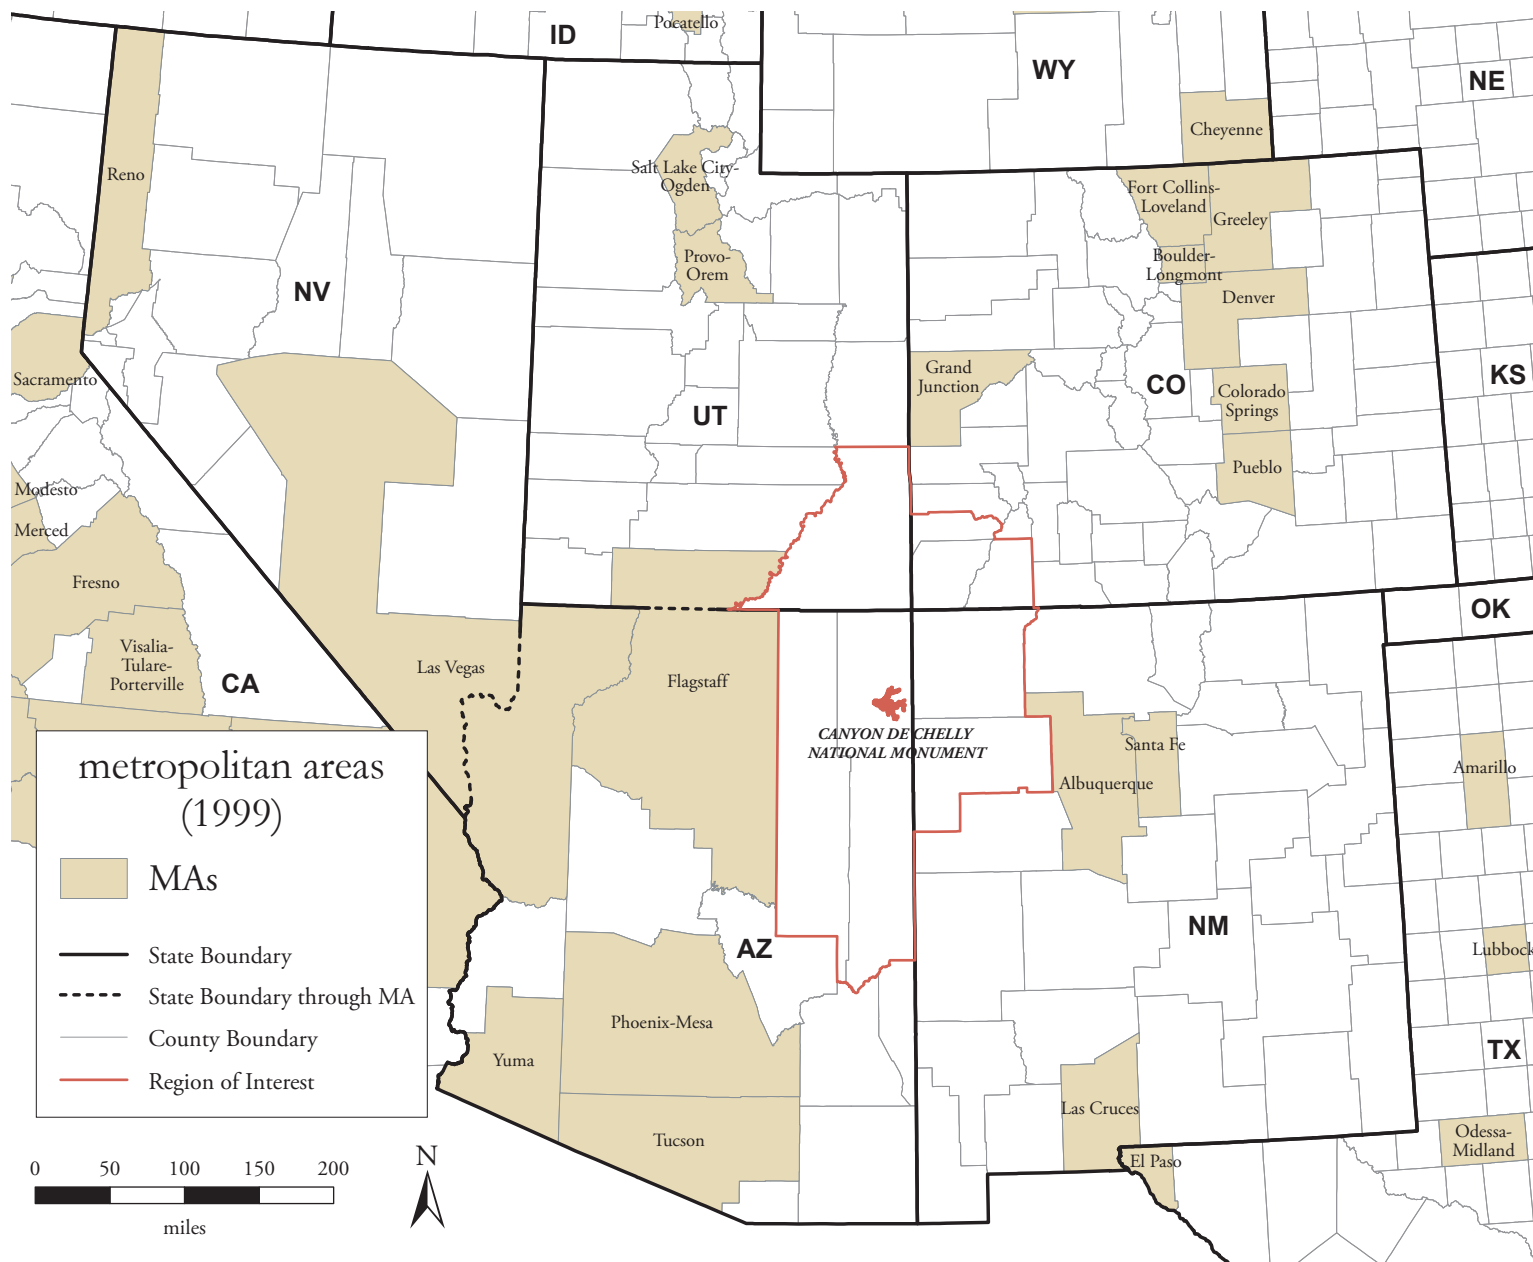 Pocatello
ID
WY
NE
Cheyenne
Reno
Salt Lake City-
Ogden
Fort Collins-
Loveland
Greeley
Provo-
Orem
Boulder-
Longmont
NV
Denver
Sacramento
Grand
Junction
CO
KS
Colorado
Springs
UT
Pueblo
Modesto
Merced
Fresno
OK
Visalia-
Tulare-
Porterville
CA
Las Vegas
Flagstaff
CANYON DE CHELLY
NATIONAL MONUMENT
Santa Fe
Albuquerque
Amarillo
metropolitan areas
(1999)
MAs
State Boundary
State Boundary through MA
County Boundary
Region of Interest
AZ
NM
Lubbock
Phoenix-Mesa
Yuma
TX
Las Cruces
Tucson
El Paso
Odessa-
Midland
0 50 100 150 200
miles
N